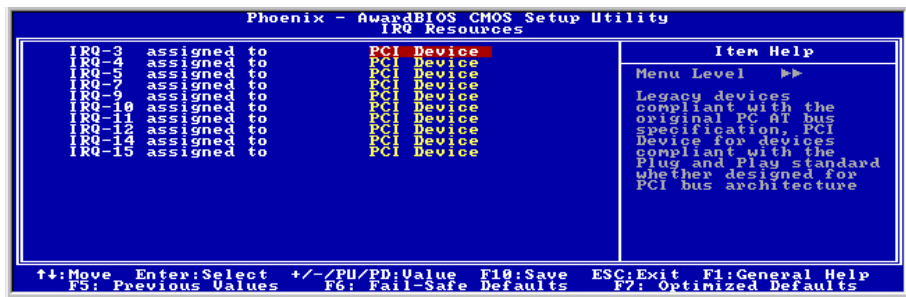 Phoenix - AwardBIOS CMOS Setup Utility
IRQ Resources
IRQ-3 assigned to PCI Device
IRQ-4 assigned to PCI Device
IRQ-5 assigned to PCI Device
IRQ-7 assigned to PCI Device
IRQ-9 assigned to PCI Device
IRQ-10 assigned to PCI Device
IRQ-11 assigned to PCI Device
IRQ-12 assigned to PCI Device
IRQ-14 assigned to PCI Device
IRQ-15 assigned to PCI Device
Item Help
Menu Level ►►
Legacy devices
compliant with the
original PC AT bus
specification, PCI
Device for devices
compliant with the
Plug and Play standard
whether designed for
PCI bus architecture
↑↓:Move Enter:Select +/-/PU/PD:Value F10:Save ESC:Exit F1:General Help
F5: Previous Values F6: Fail-Safe Defaults F7: Optimized Defaults